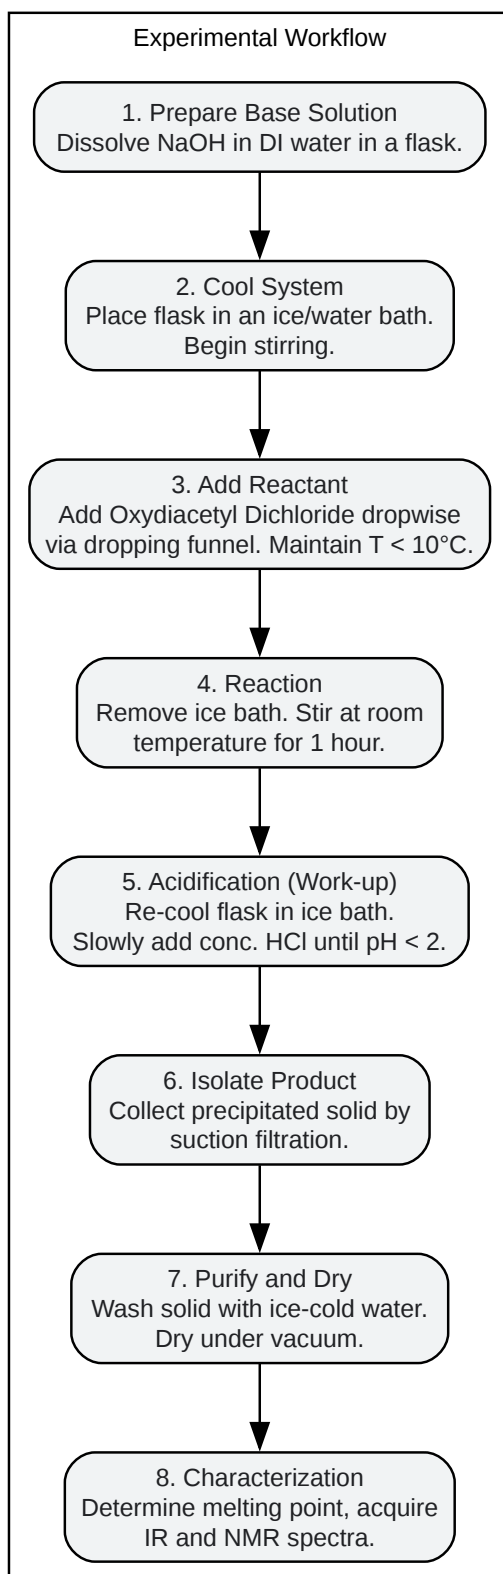 Experimental Workflow
1. Prepare Base Solution
Dissolve NaOH in DI water in a flask.
2. Cool System
Place flask in an ice/water bath.
Begin stirring.
3. Add Reactant
Add Oxydiacetyl Dichloride dropwise
via dropping funnel. Maintain T < 10°C.
4. Reaction
Remove ice bath. Stir at room
temperature for 1 hour.
5. Acidification (Work-up)
Re-cool flask in ice bath.
Slowly add conc. HCl until pH < 2.
6. Isolate Product
Collect precipitated solid by
suction filtration.
7. Purify and Dry
Wash solid with ice-cold water.
Dry under vacuum.
8. Characterization
Determine melting point, acquire
IR and NMR spectra.